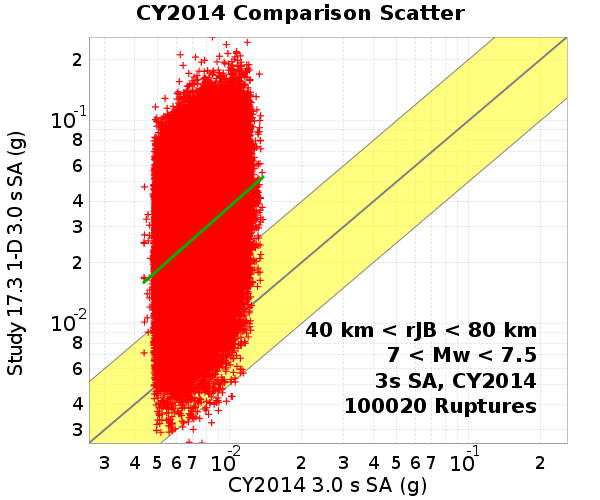 CY2014 Comparison Scatter
Study 17.3 1-D 3.0 s SA (g)
2
10-1
8
6
4
3
2
10-2
8
6
4
3
40 km < rJB < 80 km
7 < Mw < 7.5
3s SA, CY2014
100020 Ruptures
3 4 5 6 7 10-2 2 3 4 5 6 7 10-1 2
CY2014 3.0 s SA (g)